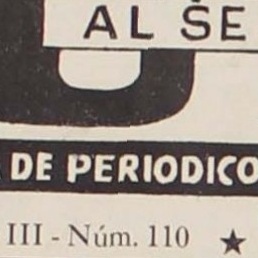 AL SE
DE PERIODICO
III - Núm. 110 ★